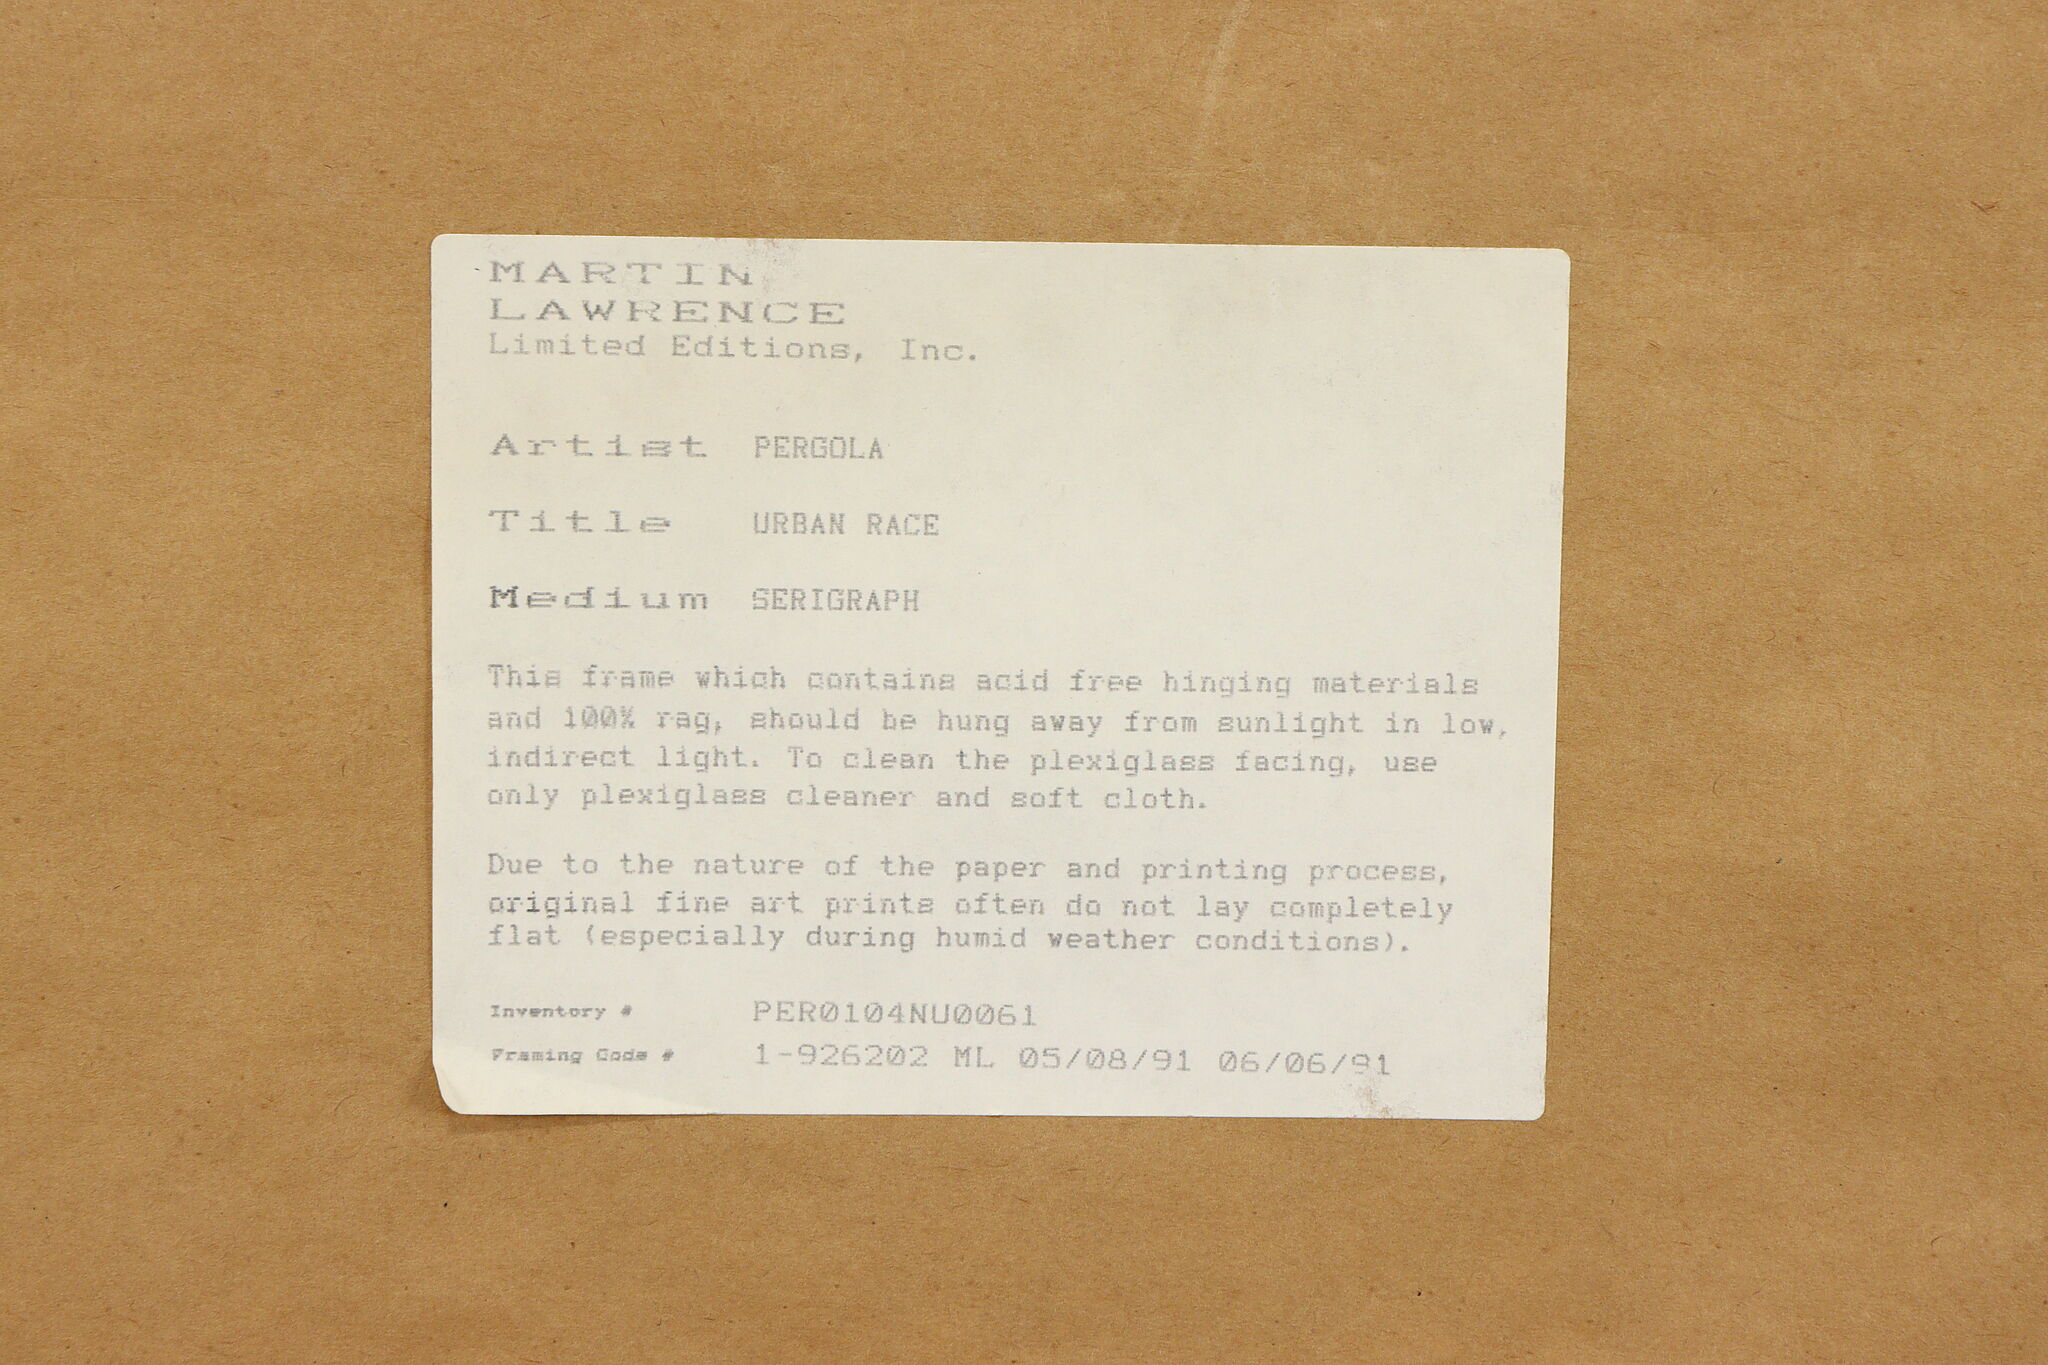 MARTIN
LAWRENCE
Limited Editions, Inc.
Artist PERGOLA
Title URBAN RACE
Medium SERIGRAPH
This frame which contains acid free hinging materials
and 100% rag, should be hung away from sunlight in low,
indirect light. To clean the plexiglass facing, use
only plexiglass cleaner and soft cloth.
Due to the nature of the paper and printing process,
original fine art prints often do not lay completely
flat (especially during humid weather conditions).
Inventory # PER0104NU0061
Framing Code # 1-926202 ML 05/08/91 06/06/91